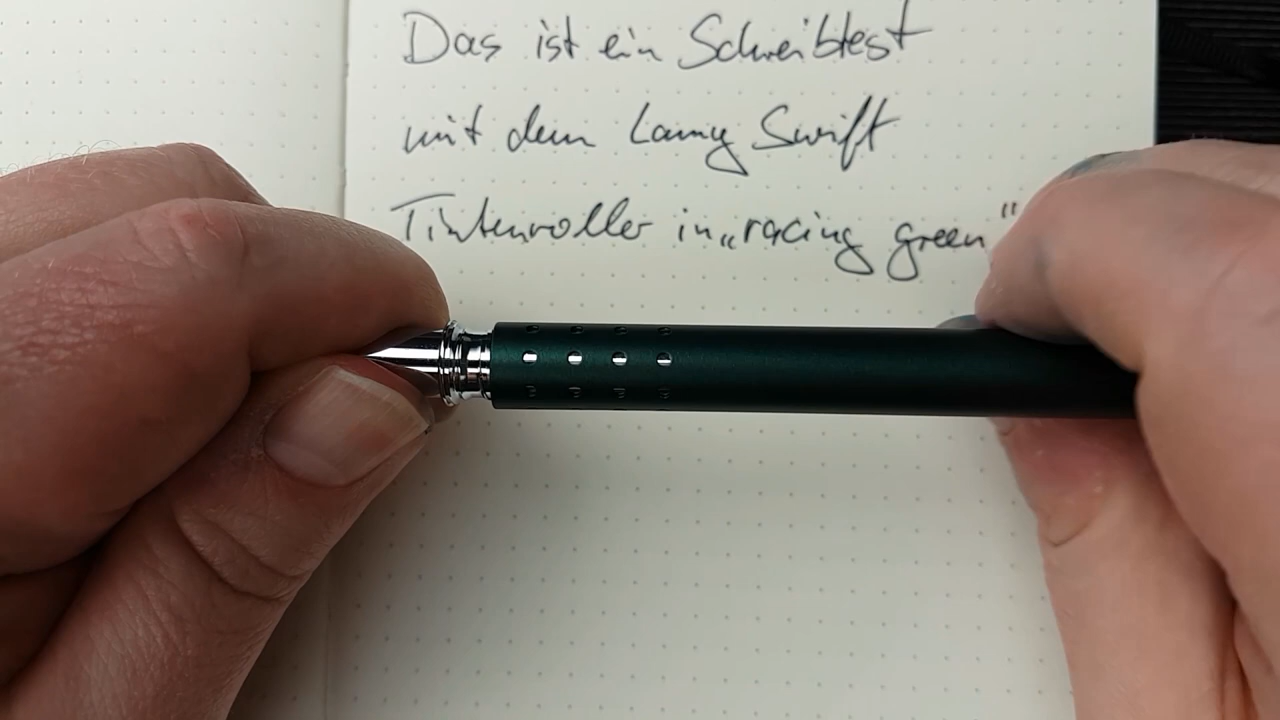 Das ist ein Schreibtest
mit dem Lamy Swift
Tintenroller in „racing green"